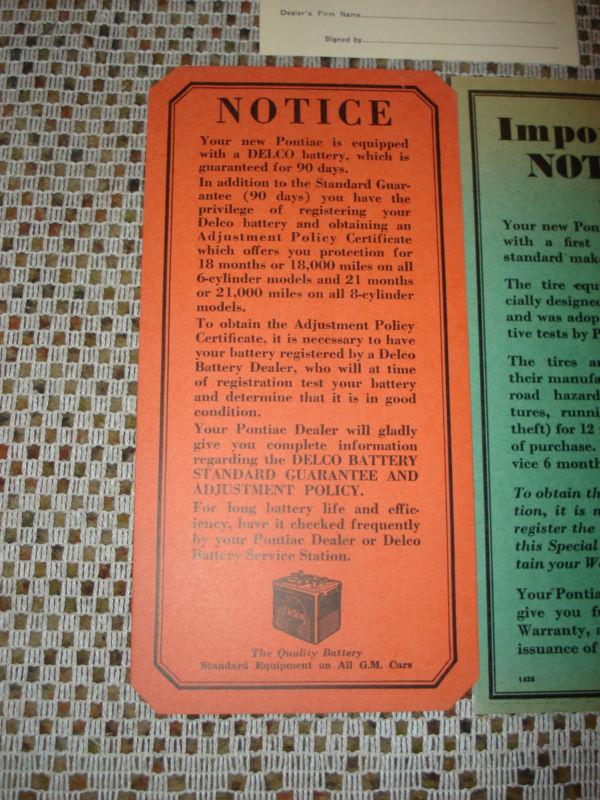 Dealer's Firm Name
Signed by
NOTICE
Your new Pontiac is equipped
with a DELCO battery, which is
guaranteed for 90 days.
In addition to the Standard Guar-
antee (90 days) you have the
privilege of registering your
Delco battery and obtaining an
Adjustment Policy Certificate
which offers you protection for
18 months or 18,000 miles on all
6-cylinder models and 21 months
or 21,000 miles on all 8-cylinder
models.
To obtain the Adjustment Policy
Certificate, it is necessary to have
your battery registered by a Delco
Battery Dealer, who will at time
of registration test your battery
and determine that it is in good
condition.
Your Pontiac Dealer will gladly
give you complete information
regarding the DELCO BATTERY
STANDARD GUARANTEE AND
ADJUSTMENT POLICY.
For long battery life and effic-
iency, have it checked frequently
by your Pontiac Dealer or Delco
Battery Service Station.
Delco
The Quality Battery
Standard Equipment on All G.M. Cars
Impo
NOT
Your new Pon
with a first
standard make
The tire equ
cially designed
and was adop
tive tests by P
The tires a
their manufa
road hazard
tures, runni
theft) for 12
of purchase.
vice 6 month
To obtain th
tion, it is n
register the
this Special
tain your W
Your Pontia
give you fu
Warranty, a
issuance of
1428